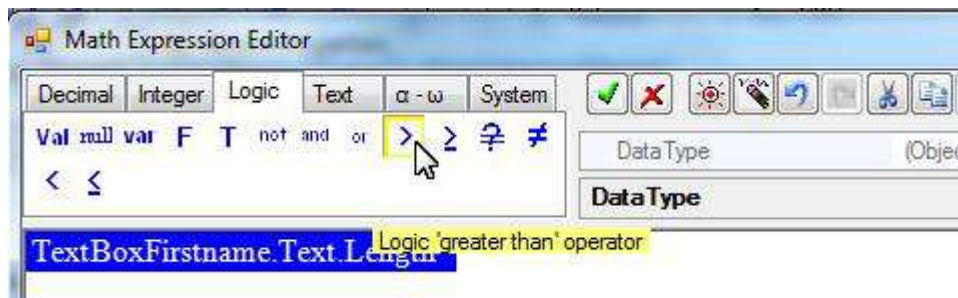 Math Expression Editor
Decimal Integer Logic Text α - ω System
Val null var F T not and or > ≥ = ≠
< ≤
DataType (Objec
DataType
Logic 'greater than' operator
TextBoxFirstname.Text.Length